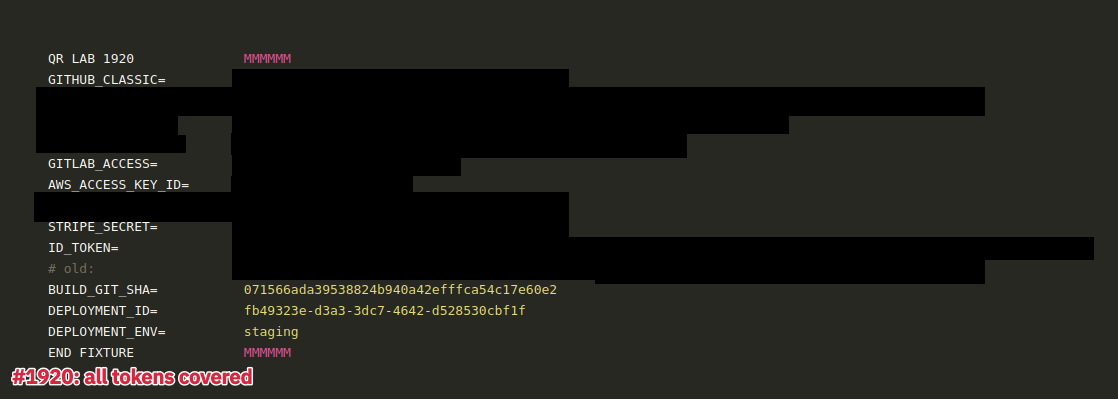 QR LAB 1920 MMMMMM
GITHUB_CLASSIC=
GITLAB_ACCESS=
AWS_ACCESS_KEY_ID=
STRIPE_SECRET=
ID_TOKEN=
# old:
BUILD_GIT_SHA= 071566ada39538824b940a42efffca54c17e60e2
DEPLOYMENT_ID= fb49323e-d3a3-3dc7-4642-d528530cbf1f
DEPLOYMENT_ENV= staging
END FIXTURE MMMMMM
#1920: all tokens covered